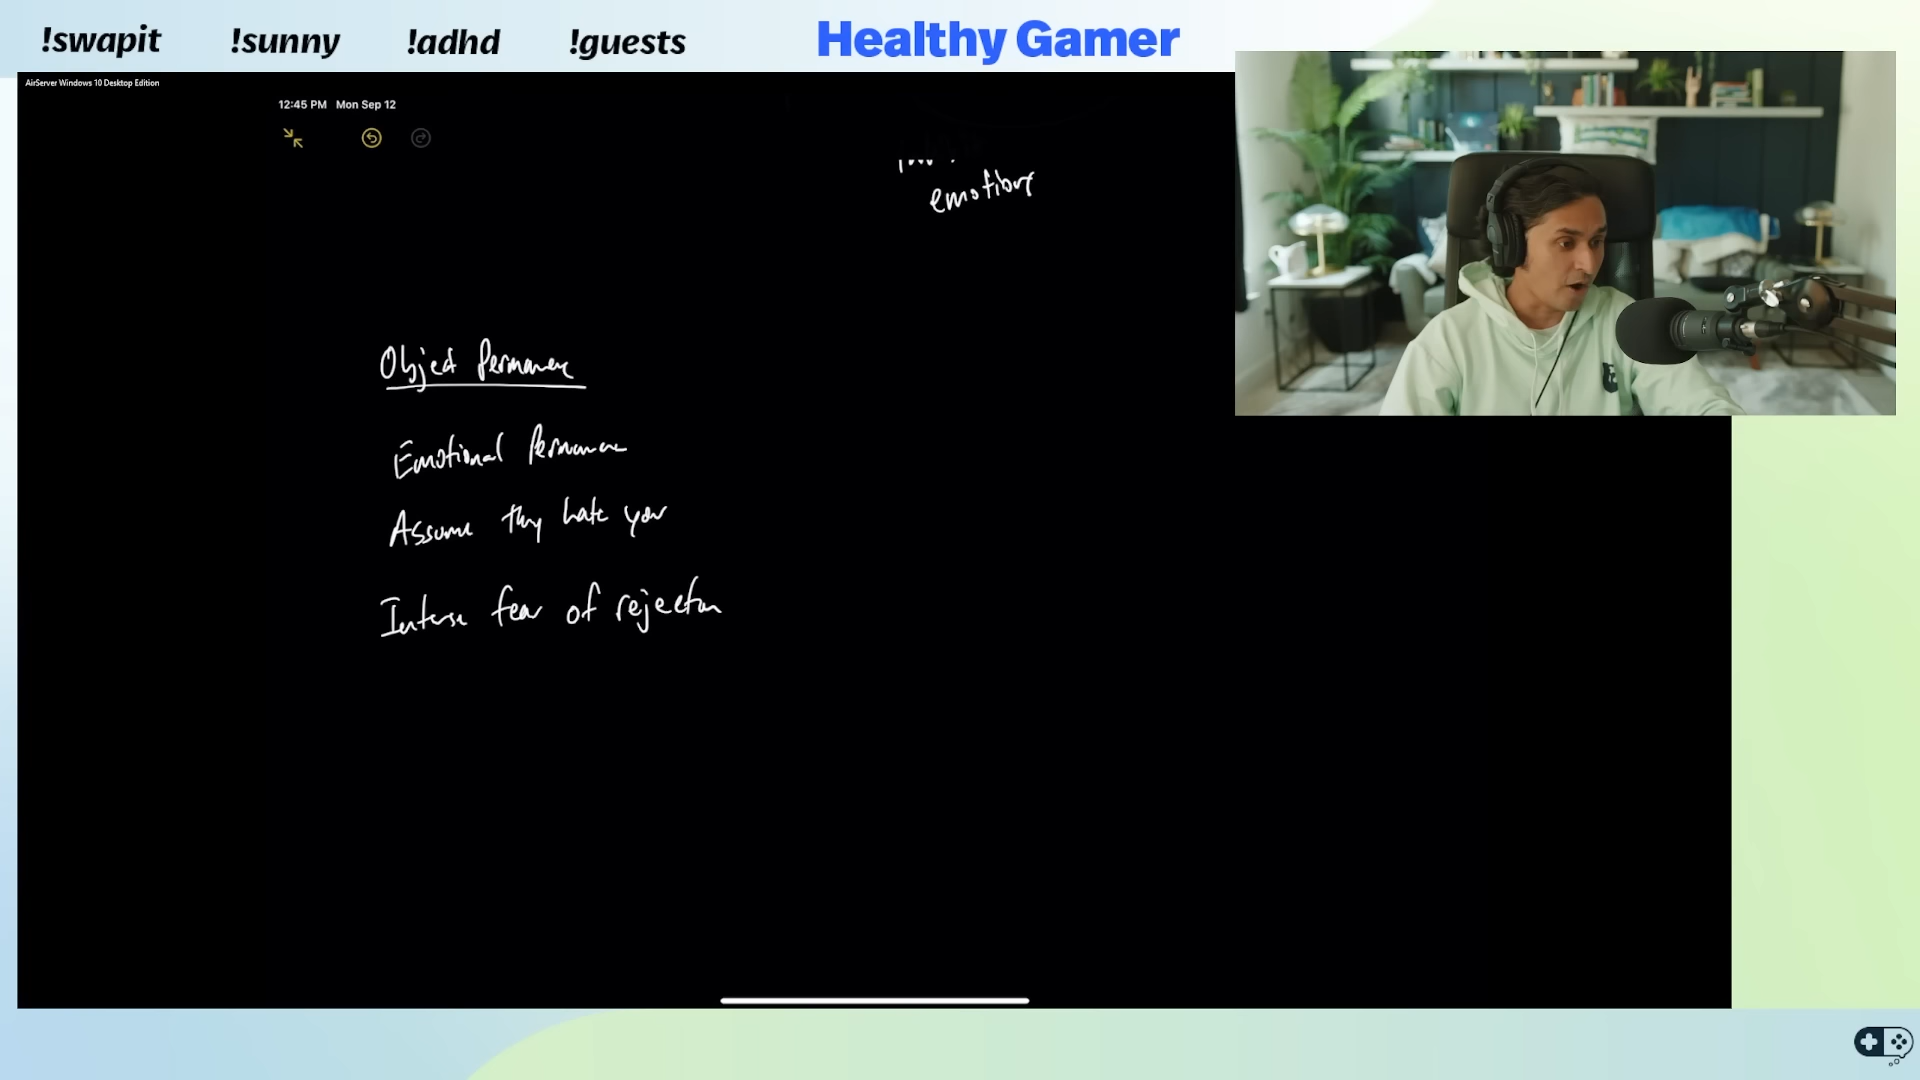 !swapit !sunny !adhd !guests Healthy Gamer
AirServer Windows 10 Desktop Edition
12:45 PM Mon Sep 12
emotions
Object Permanence
Emotional Permanence
Assume they hate you
Intense fear of rejection